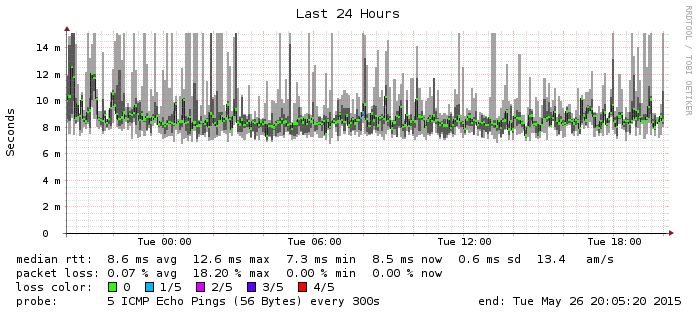 Last 24 Hours
RRDTOOL / TOBI OETIKER
Seconds
14 m
12 m
10 m
8 m
6 m
4 m
2 m
0
Tue 00:00 Tue 06:00 Tue 12:00 Tue 18:00
median rtt: 8.6 ms avg 12.6 ms max 7.3 ms min 8.5 ms now 0.6 ms sd 13.4 am/s
packet loss: 0.07 % avg 18.20 % max 0.00 % min 0.00 % now
loss color: 0 1/5 2/5 3/5 4/5
probe: 5 ICMP Echo Pings (56 Bytes) every 300s end: Tue May 26 20:05:20 2015